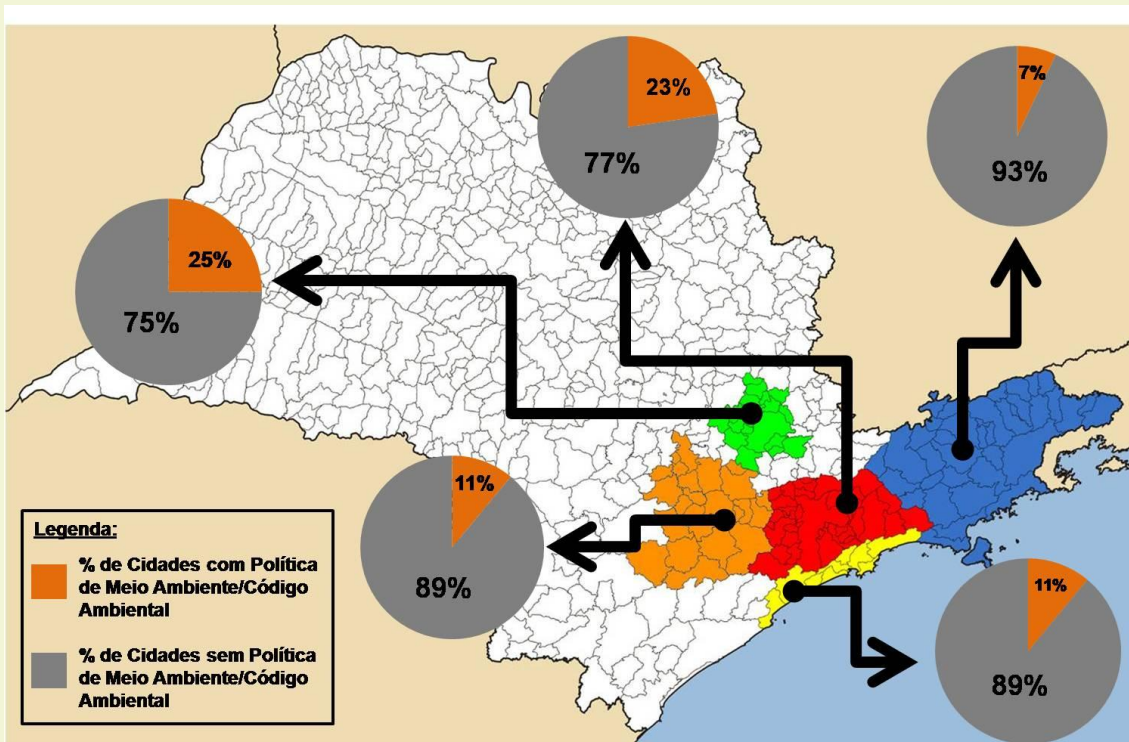 23%
77%
7%
93%
25%
75%
11%
89%
Legenda:
% de Cidades com Política
de Meio Ambiente/Código
Ambiental
% de Cidades sem Política
de Meio Ambiente/Código
Ambiental
11%
89%